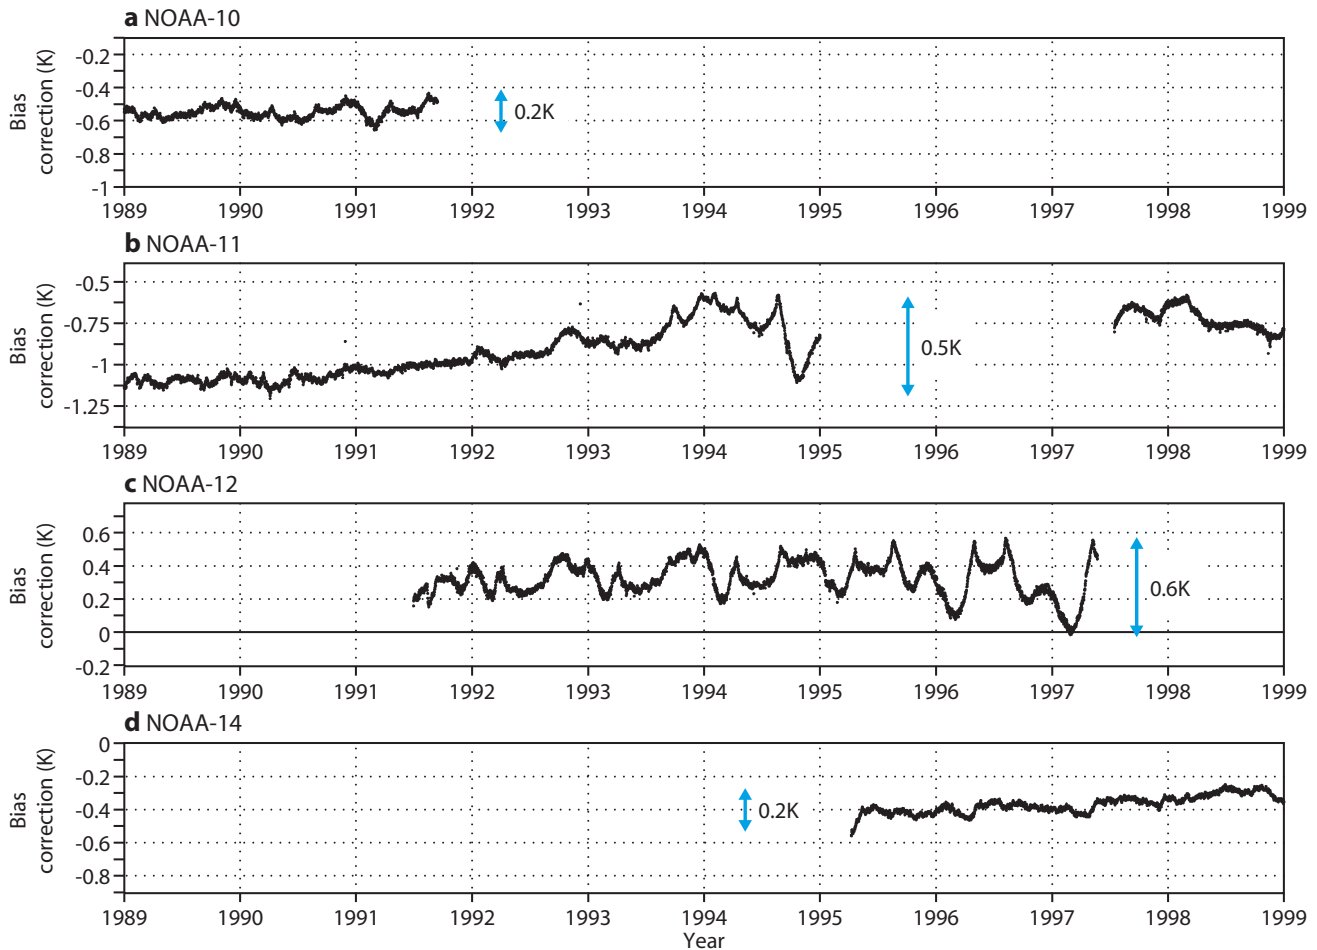 a NOAA-10
Bias
correction (K)
-0.2
-0.4
-0.6
-0.8
-1
0.2K
1989 1990 1991 1992 1993 1994 1995 1996 1997 1998 1999
b NOAA-11
Bias
correction (K)
-0.5
-0.75
-1
-1.25
0.5K
1989 1990 1991 1992 1993 1994 1995 1996 1997 1998 1999
c NOAA-12
Bias
correction (K)
0.6
0.4
0.2
0
-0.2
0.6K
1989 1990 1991 1992 1993 1994 1995 1996 1997 1998 1999
d NOAA-14
Bias
correction (K)
0
-0.2
-0.4
-0.6
-0.8
0.2K
1989 1990 1991 1992 1993 1994 1995 1996 1997 1998 1999
Year